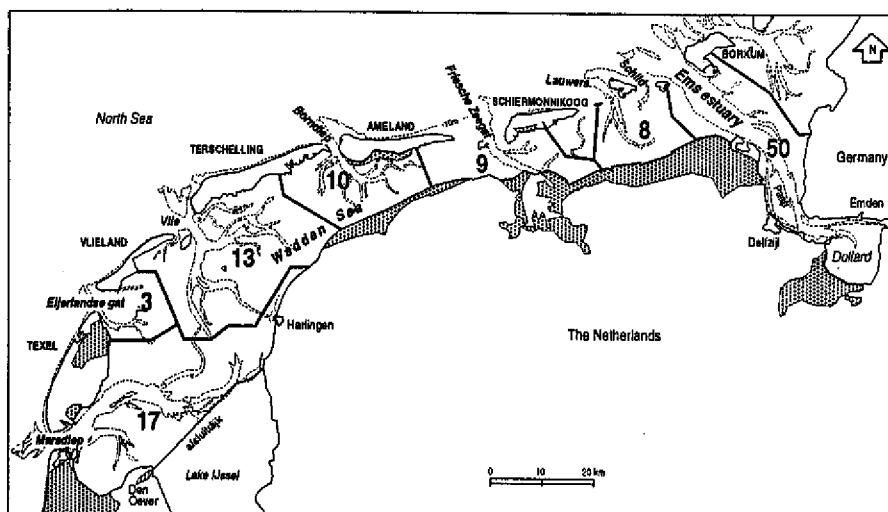 N
BORKUM
Schild
Lauwers
Ems estuary
Friesche Zeegat
SCHIERMONNIKOOG
8
North Sea
AMELAND
TERSCHELLING
9
50
Germany
10
Emden
Vlie
Wadden Sea
Delfzijl
Dollard
VLIELAND
13
Eijerlandse gat
3
Harlingen
The Netherlands
TEXEL
17
Marsdiep
afsluitdijk
Lake IJssel
Den
Oever
0 10 20 km